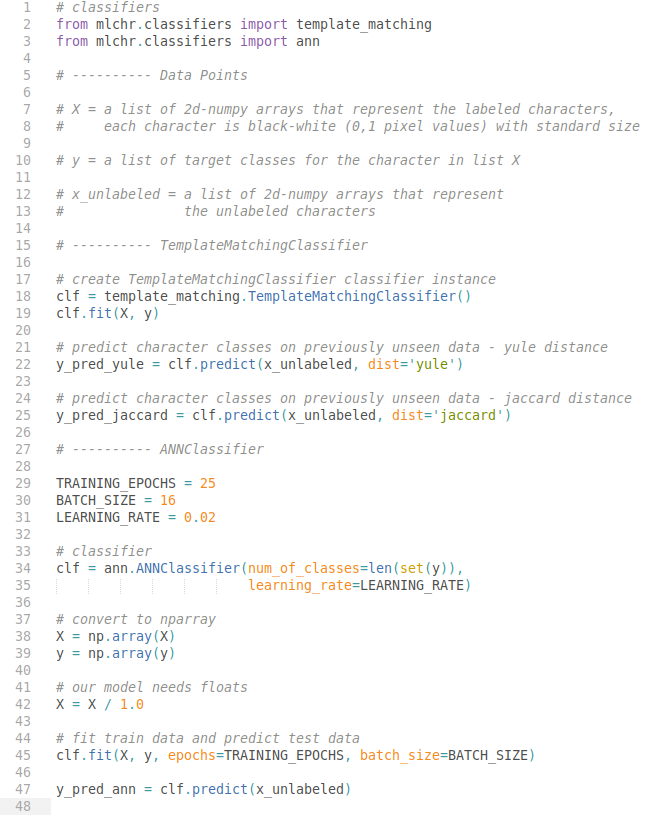 1 # classifiers
2 from mlchr.classifiers import template_matching
3 from mlchr.classifiers import ann
4
5 # ---------- Data Points
6
7 # X = a list of 2d-numpy arrays that represent the labeled characters,
8 #     each character is black-white (0,1 pixel values) with standard size
9
10 # y = a list of target classes for the character in list X
11
12 # x_unlabeled = a list of 2d-numpy arrays that represent
13 #               the unlabeled characters
14
15 # ---------- TemplateMatchingClassifier
16
17 # create TemplateMatchingClassifier classifier instance
18 clf = template_matching.TemplateMatchingClassifier()
19 clf.fit(X, y)
20
21 # predict character classes on previously unseen data - yule distance
22 y_pred_yule = clf.predict(x_unlabeled, dist='yule')
23
24 # predict character classes on previously unseen data - jaccard distance
25 y_pred_jaccard = clf.predict(x_unlabeled, dist='jaccard')
26
27 # ---------- ANNClassifier
28
29 TRAINING_EPOCHS = 25
30 BATCH_SIZE = 16
31 LEARNING_RATE = 0.02
32
33 # classifier
34 clf = ann.ANNClassifier(num_of_classes=len(set(y)),
35                         learning_rate=LEARNING_RATE)
36
37 # convert to nparray
38 X = np.array(X)
39 y = np.array(y)
40
41 # our model needs floats
42 X = X / 1.0
43
44 # fit train data and predict test data
45 clf.fit(X, y, epochs=TRAINING_EPOCHS, batch_size=BATCH_SIZE)
46
47 y_pred_ann = clf.predict(x_unlabeled)
48